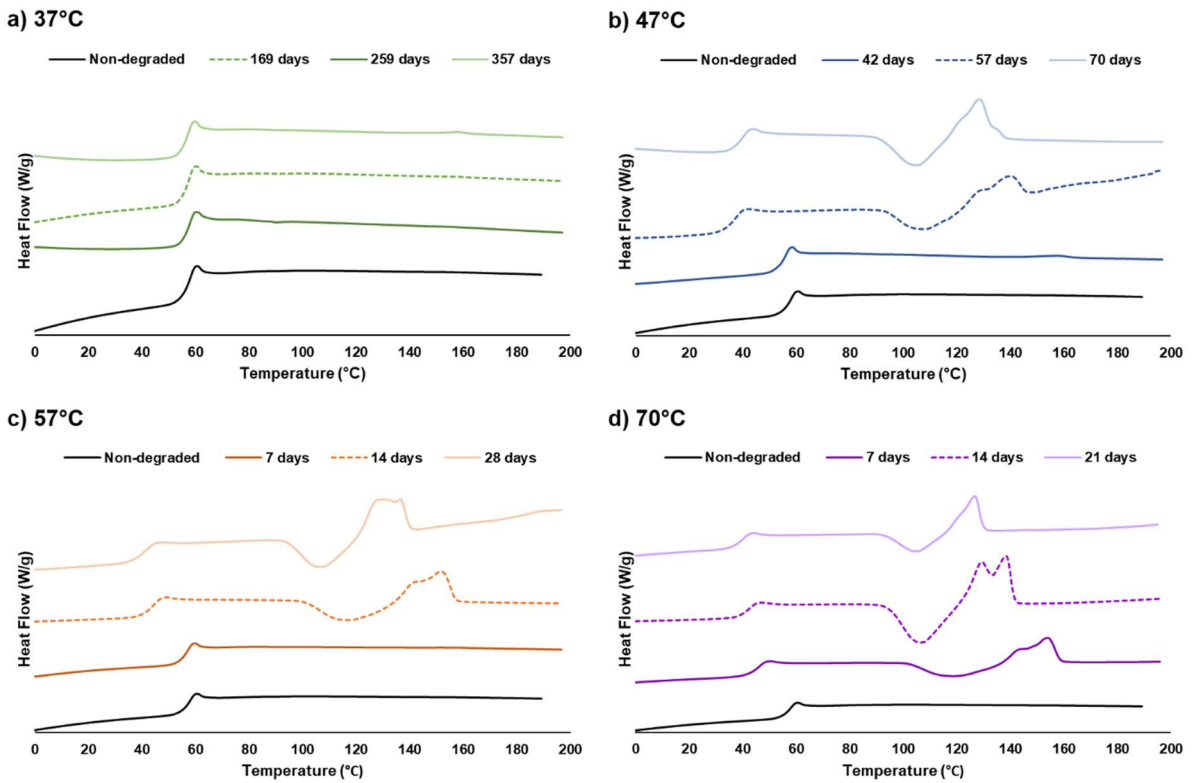 a) 37°C
Non-degraded 169 days 259 days 357 days
Heat Flow (W/g)
0 20 40 60 80 100 120 140 160 180 200
Temperature (°C)
b) 47°C
Non-degraded 42 days 57 days 70 days
Heat Flow (W/g)
0 20 40 60 80 100 120 140 160 180 200
Temperature (°C)
c) 57°C
Non-degraded 7 days 14 days 28 days
Heat Flow (W/g)
0 20 40 60 80 100 120 140 160 180 200
Temperature (°C)
d) 70°C
Non-degraded 7 days 14 days 21 days
Heat Flow (W/g)
0 20 40 60 80 100 120 140 160 180 200
Temperature (°C)